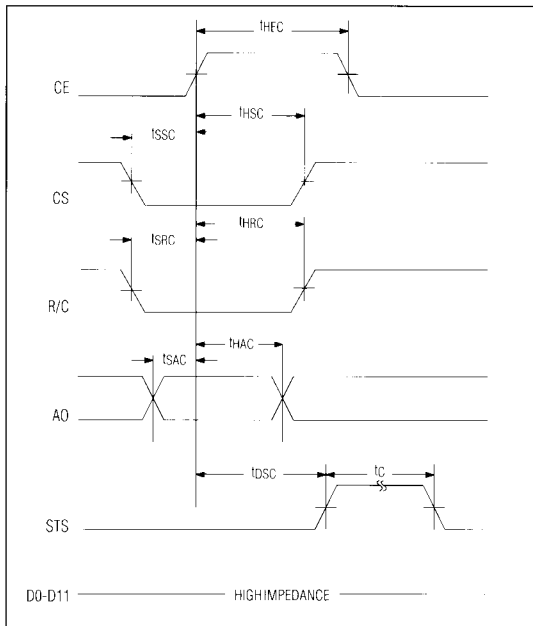 tHEC
CE
tSSC
tHSC
CS
tSRC
tHRC
R/C
tSAC
tHAC
AO
tDSC
tC
STS
D0-D11
HIGH IMPEDANCE